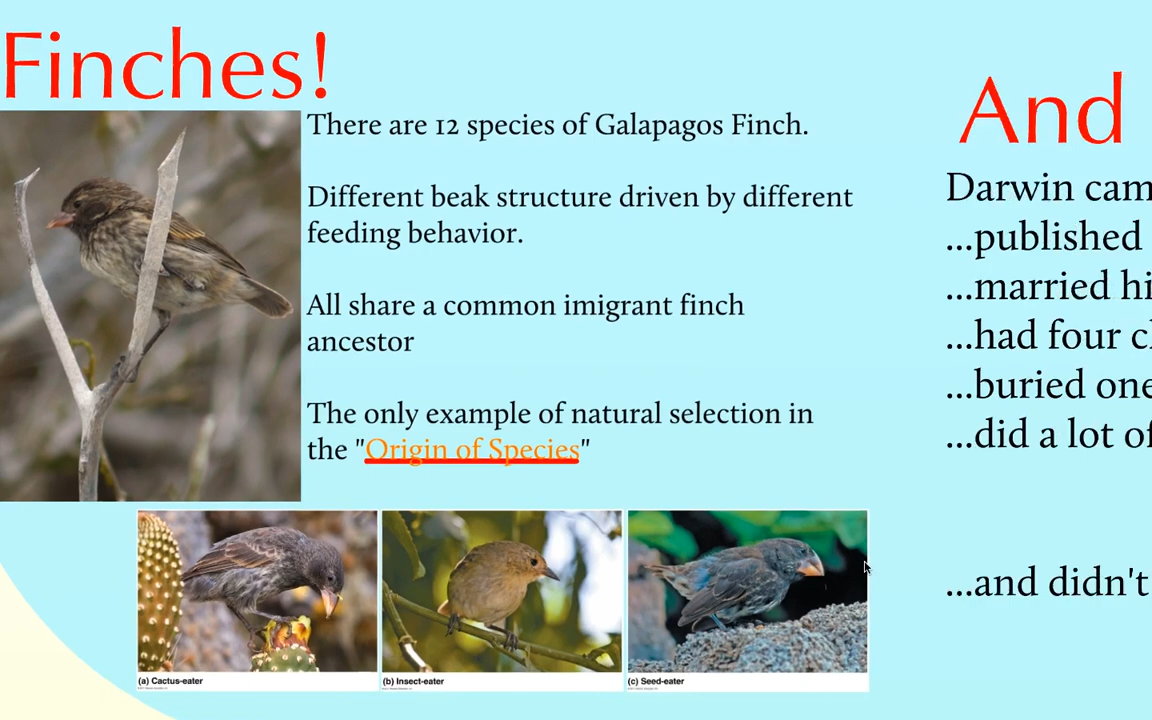 Finches!
There are 12 species of Galapagos Finch.
Different beak structure driven by different
feeding behavior.
All share a common imigrant finch
ancestor
The only example of natural selection in
the "Origin of Species"
(a) Cactus-eater
(b) Insect-eater
(c) Seed-eater
And
Darwin cam
...published
...married hi
...had four c
...buried one
...did a lot of
...and didn't